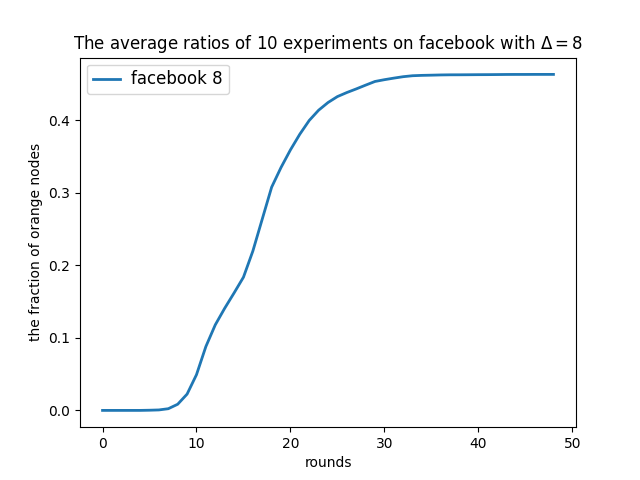 The average ratios of 10 experiments on facebook with Δ = 8
facebook 8
the fraction of orange nodes
0.4
0.3
0.2
0.1
0.0
0 10 20 30 40 50
rounds